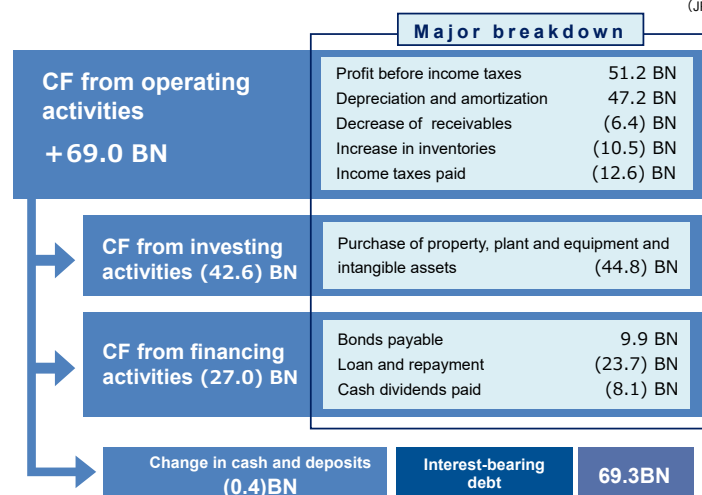 (JP
Major breakdown
CF from operating
activities
+69.0 BN
Profit before income taxes 51.2 BN
Depreciation and amortization 47.2 BN
Decrease of receivables (6.4) BN
Increase in inventories (10.5) BN
Income taxes paid (12.6) BN
CF from investing
activities (42.6) BN
Purchase of property, plant and equipment and
intangible assets (44.8) BN
CF from financing
activities (27.0) BN
Bonds payable 9.9 BN
Loan and repayment (23.7) BN
Cash dividends paid (8.1) BN
Change in cash and deposits
(0.4)BN
Interest-bearing
debt
69.3BN